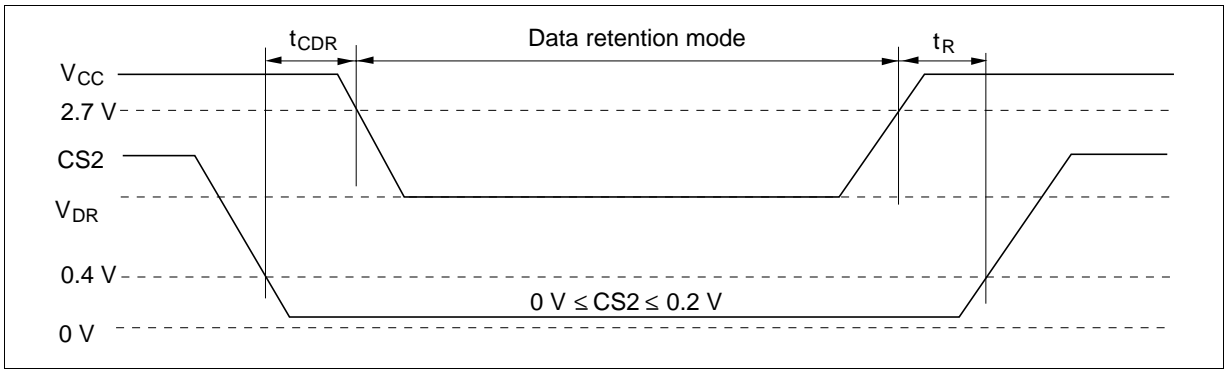 tCDR
Data retention mode
tR
VCC
2.7 V
CS2
VDR
0.4 V
0 V ≤ CS2 ≤ 0.2 V
0 V